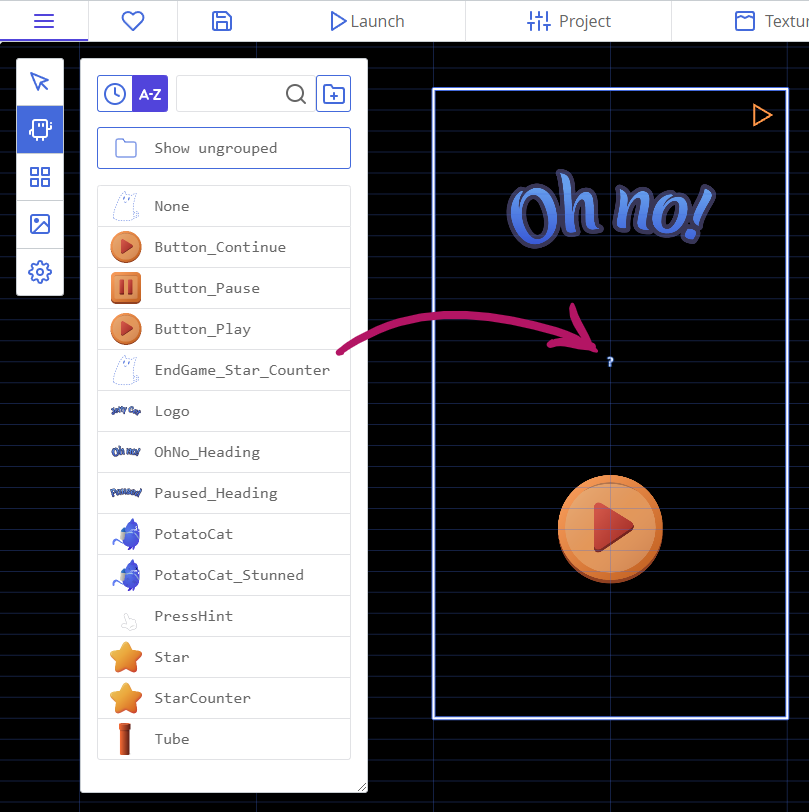 Launch
Project
Textur
A-Z
Show ungrouped
None
Button_Continue
Button_Pause
Button_Play
EndGame_Star_Counter
Logo
OhNo_Heading
Paused_Heading
PotatoCat
PotatoCat_Stunned
PressHint
Star
StarCounter
Tube
Oh no!
?